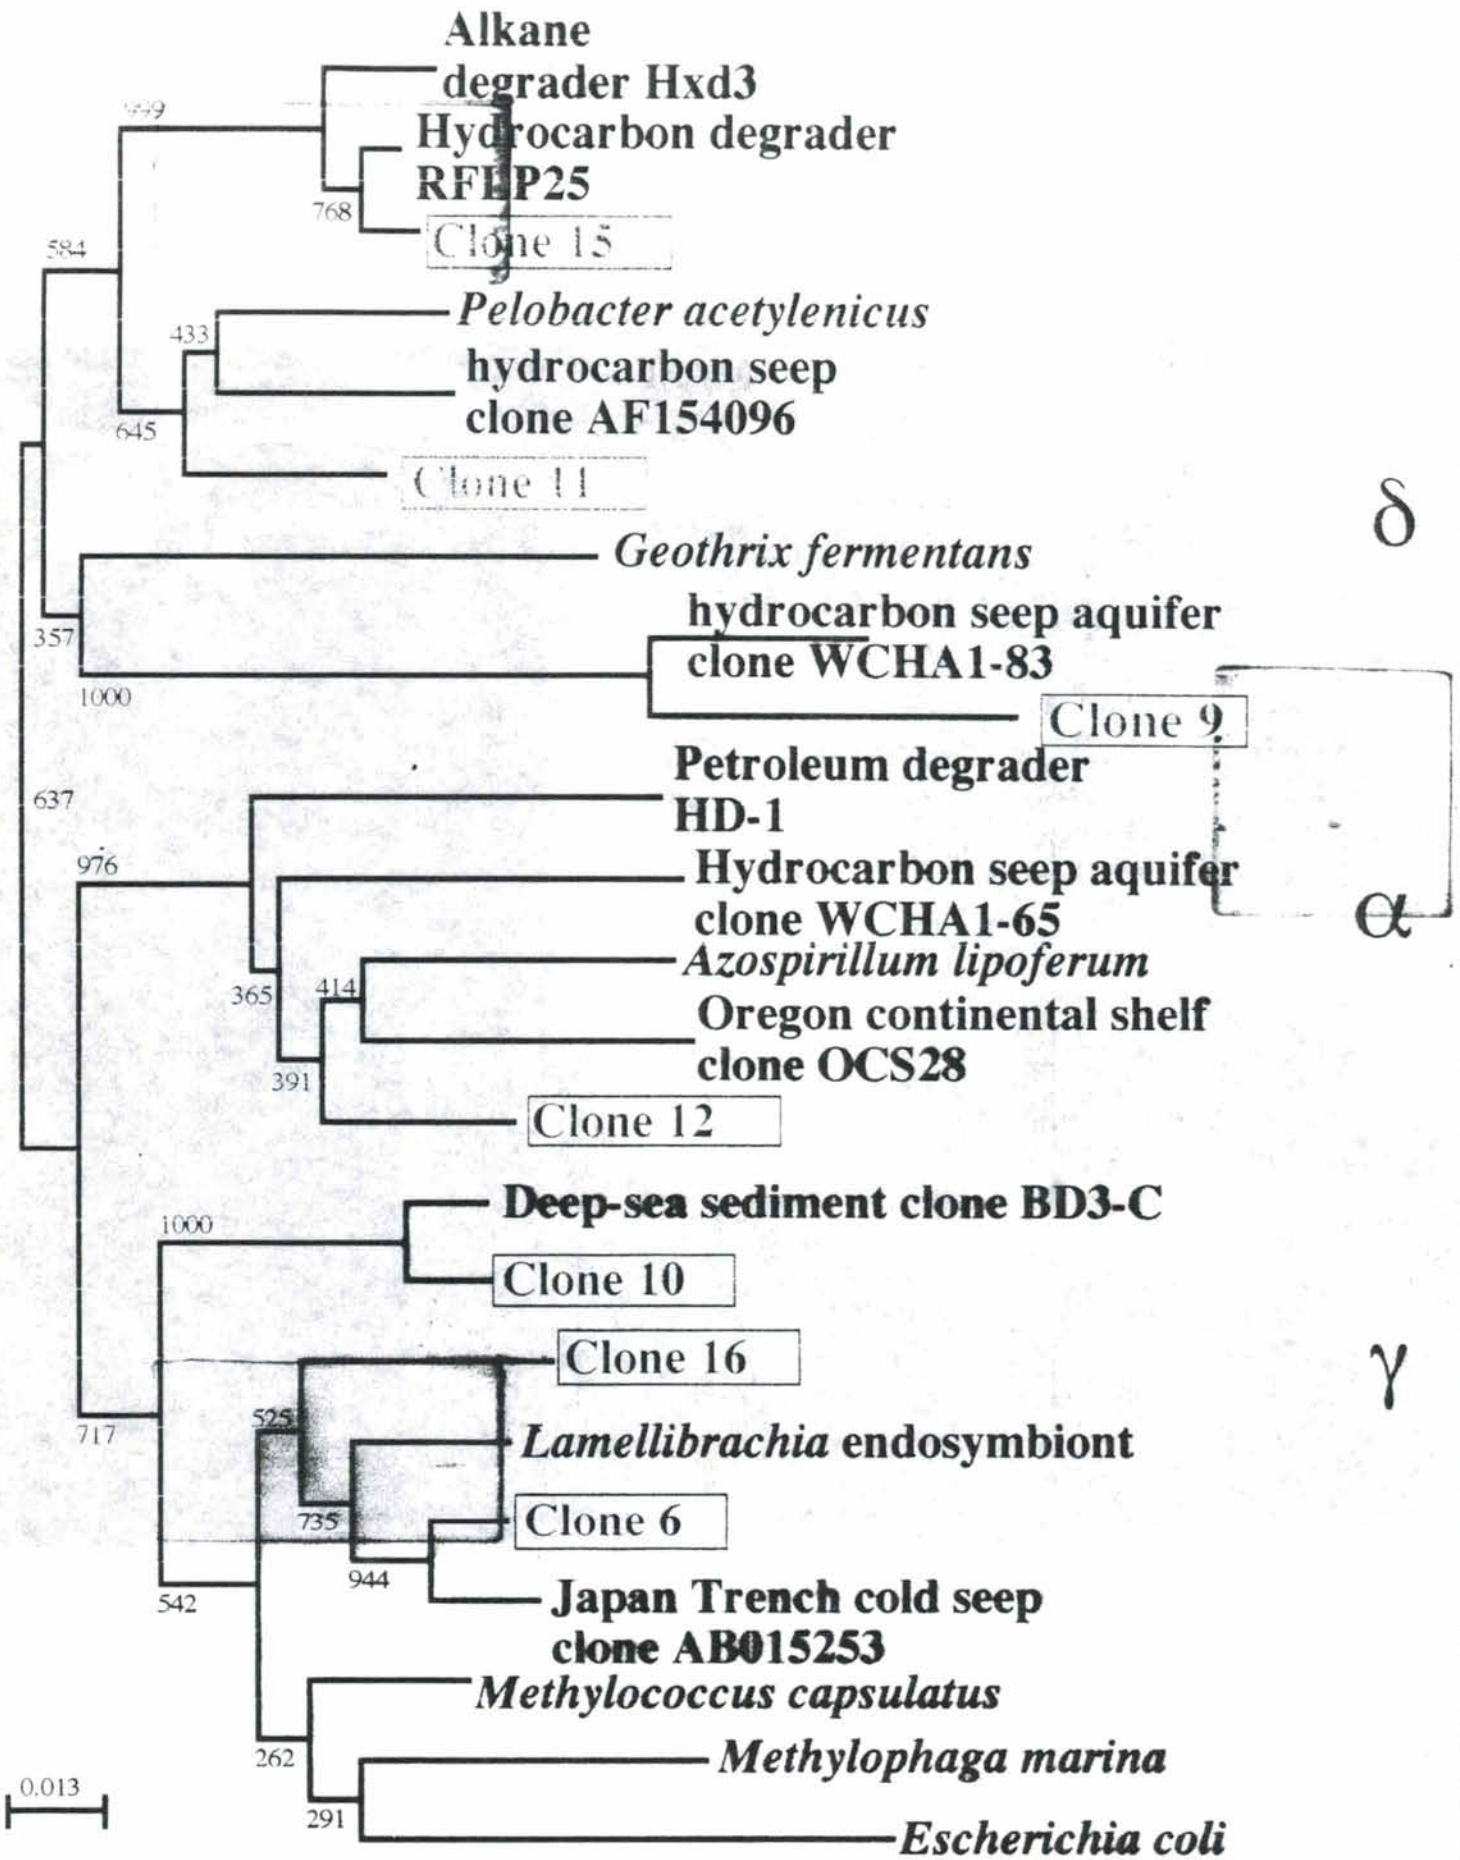 Alkane
degrader Hxd3
999
Hydrocarbon degrader
RFLP25
768
Clone 15
584
Pelobacter acetylenicus
433
hydrocarbon seep
clone AF154096
645
Clone 11
δ
Geothrix fermentans
hydrocarbon seep aquifer
357
clone WCHA1-83
1000
Clone 9
Petroleum degrader
637
HD-1
976
Hydrocarbon seep aquifer
clone WCHA1-65
α
Azospirillum lipoferum
365
414
Oregon continental shelf
clone OCS28
391
Clone 12
Deep-sea sediment clone BD3-C
1000
Clone 10
Clone 16
γ
525
717
Lamellibrachia endosymbiont
735
Clone 6
944
542
Japan Trench cold seep
clone AB015253
Methylococcus capsulatus
262
Methylophaga marina
0.013
291
Escherichia coli